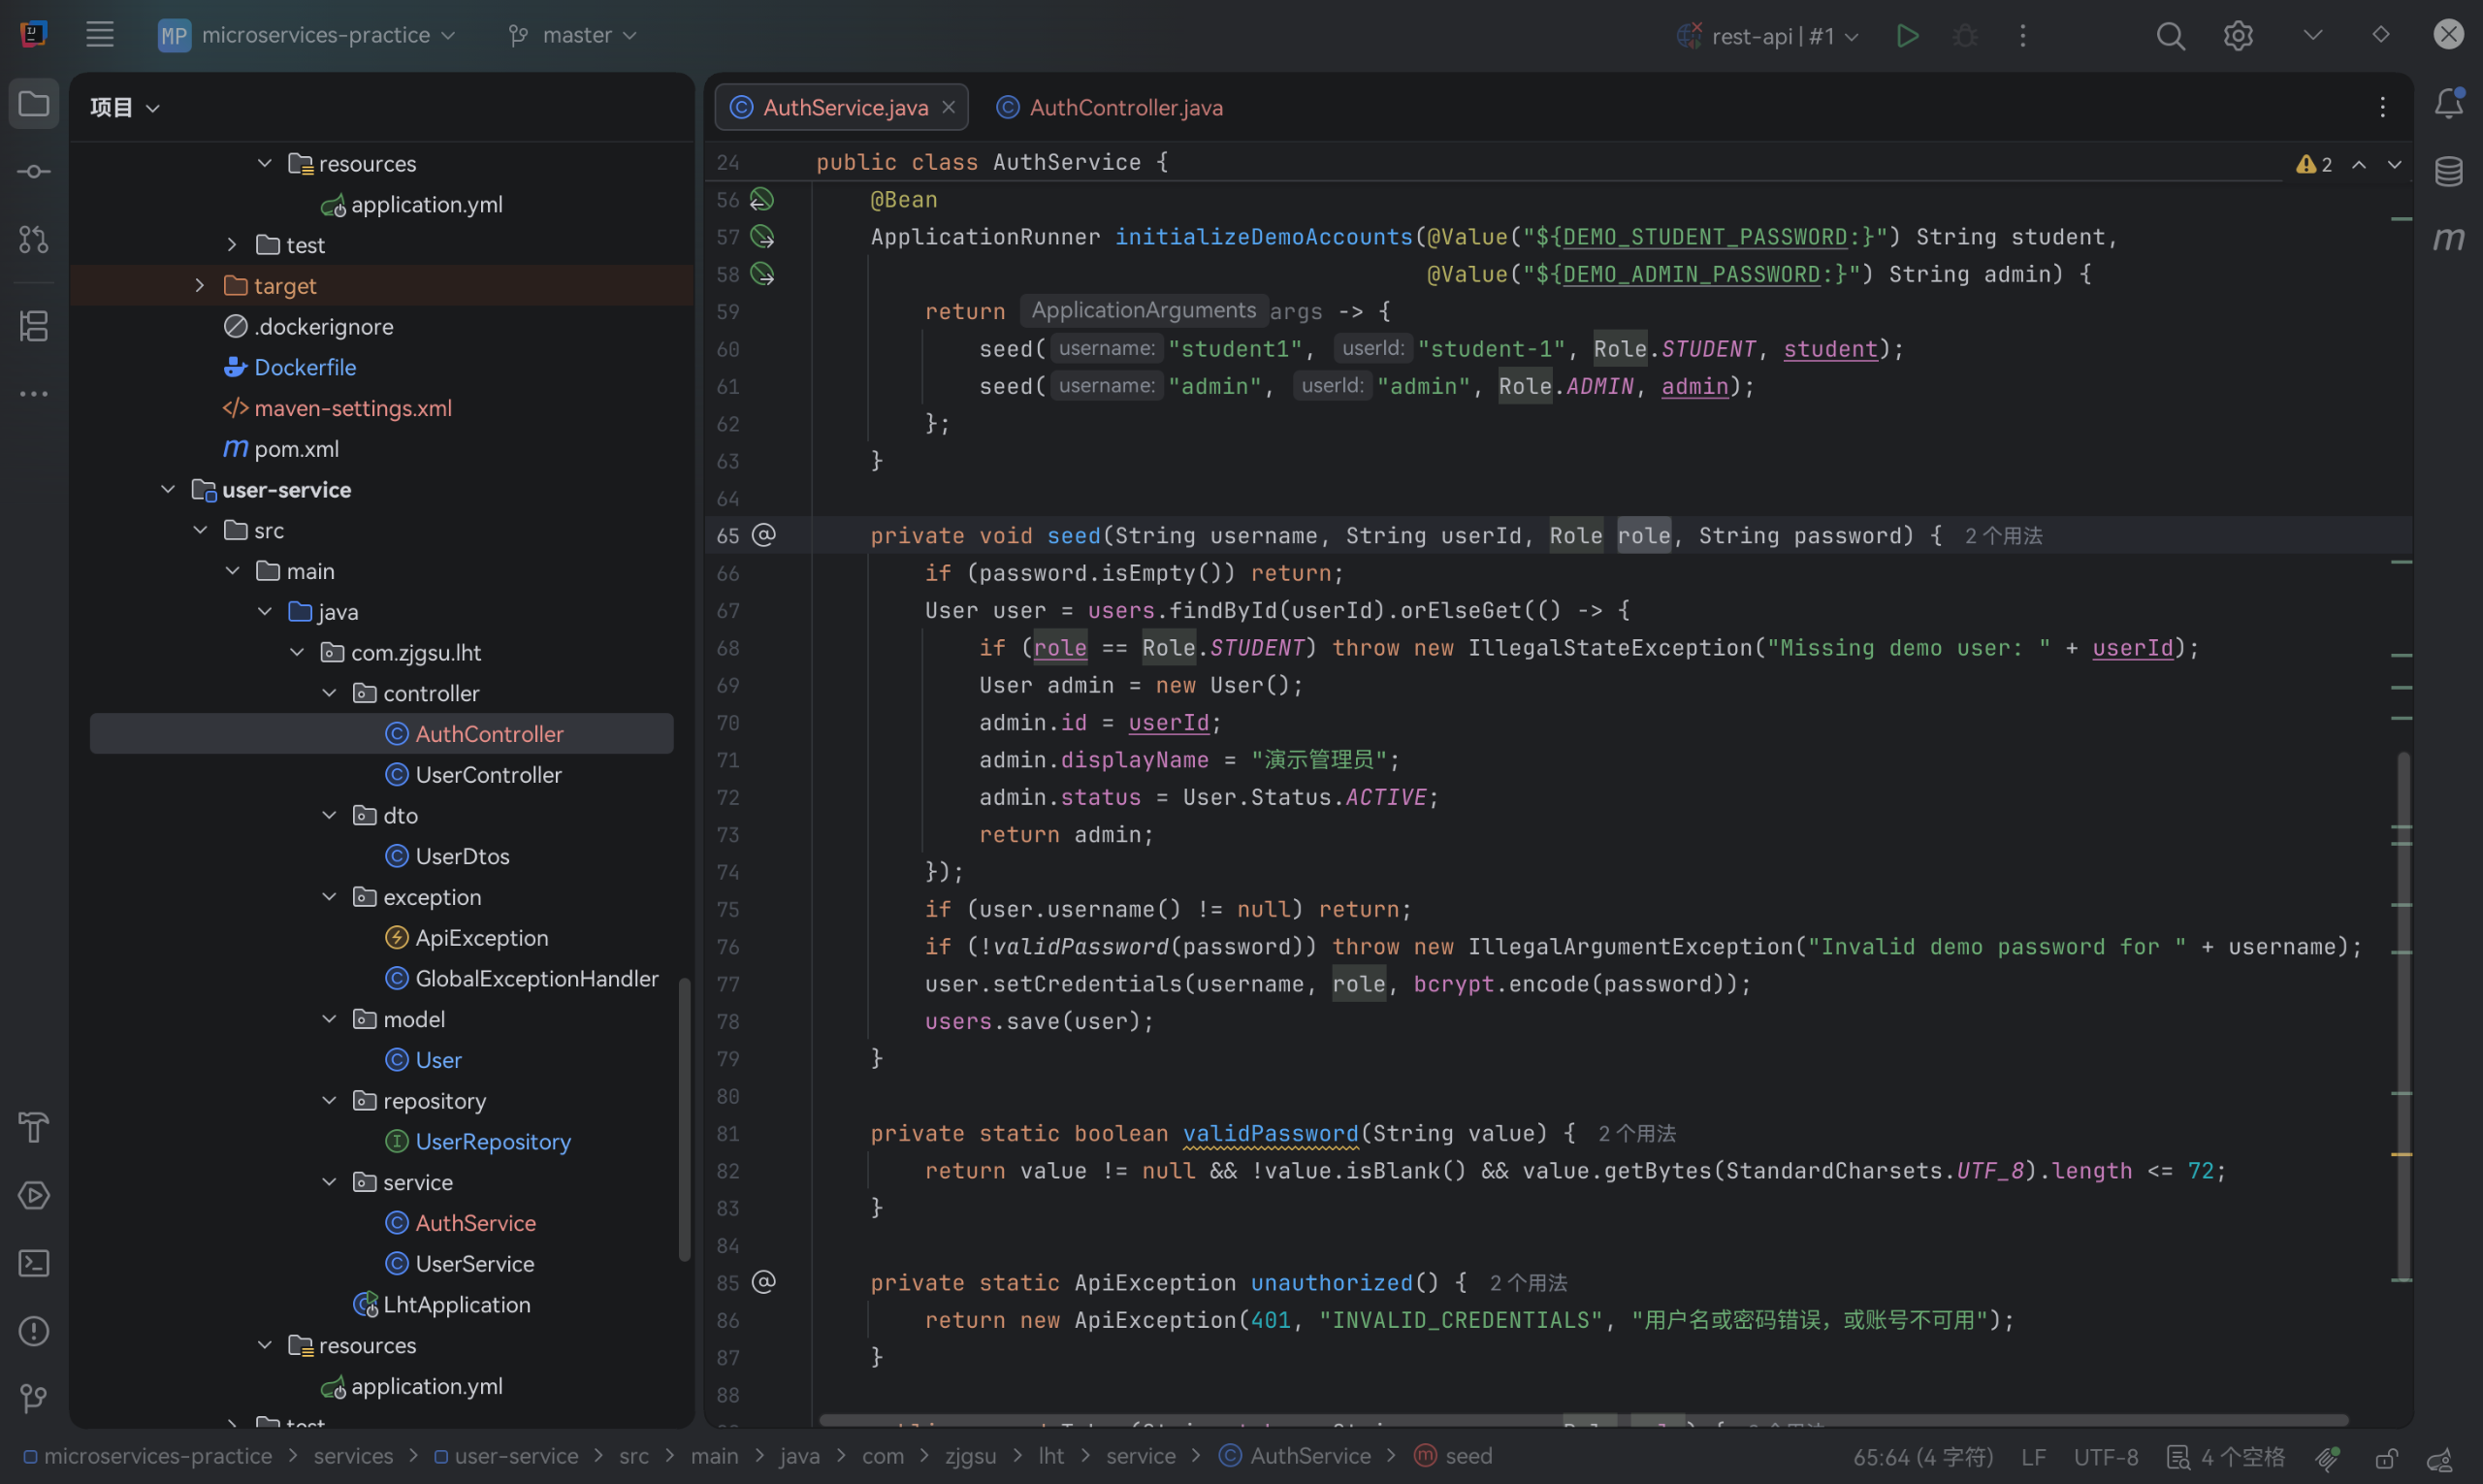 MP microservices-practice master rest-api | #1
项目
resources
application.yml
test
target
.dockerignore
Dockerfile
maven-settings.xml
pom.xml
user-service
src
main
java
com.zjgsu.lht
controller
AuthController
UserController
dto
UserDtos
exception
ApiException
GlobalExceptionHandler
model
User
repository
UserRepository
service
AuthService
UserService
LhtApplication
resources
application.yml
test
AuthService.java AuthController.java
24 public class AuthService {
2
56 @Bean
57 ApplicationRunner initializeDemoAccounts(@Value("${DEMO_STUDENT_PASSWORD:}") String student,
58 @Value("${DEMO_ADMIN_PASSWORD:}") String admin) {
59 return ApplicationArguments args -> {
60 seed( username: "student1", userId: "student-1", Role.STUDENT, student);
61 seed( username: "admin", userId: "admin", Role.ADMIN, admin);
62 };
63 }
64
65 private void seed(String username, String userId, Role role, String password) { 2 个用法
66 if (password.isEmpty()) return;
67 User user = users.findById(userId).orElseGet(() -> {
68 if (role == Role.STUDENT) throw new IllegalStateException("Missing demo user: " + userId);
69 User admin = new User();
70 admin.id = userId;
71 admin.displayName = "演示管理员";
72 admin.status = User.Status.ACTIVE;
73 return admin;
74 });
75 if (user.username() != null) return;
76 if (!validPassword(password)) throw new IllegalArgumentException("Invalid demo password for " + username);
77 user.setCredentials(username, role, bcrypt.encode(password));
78 users.save(user);
79 }
80
81 private static boolean validPassword(String value) { 2 个用法
82 return value != null && !value.isBlank() && value.getBytes(StandardCharsets.UTF_8).length <= 72;
83 }
84
85 private static ApiException unauthorized() { 2 个用法
86 return new ApiException(401, "INVALID_CREDENTIALS", "用户名或密码错误，或账号不可用");
87 }
88
microservices-practice > services > user-service > src > main > java > com > zjgsu > lht > service > AuthService > seed 65:64 (4 字符) LF UTF-8 4 个空格